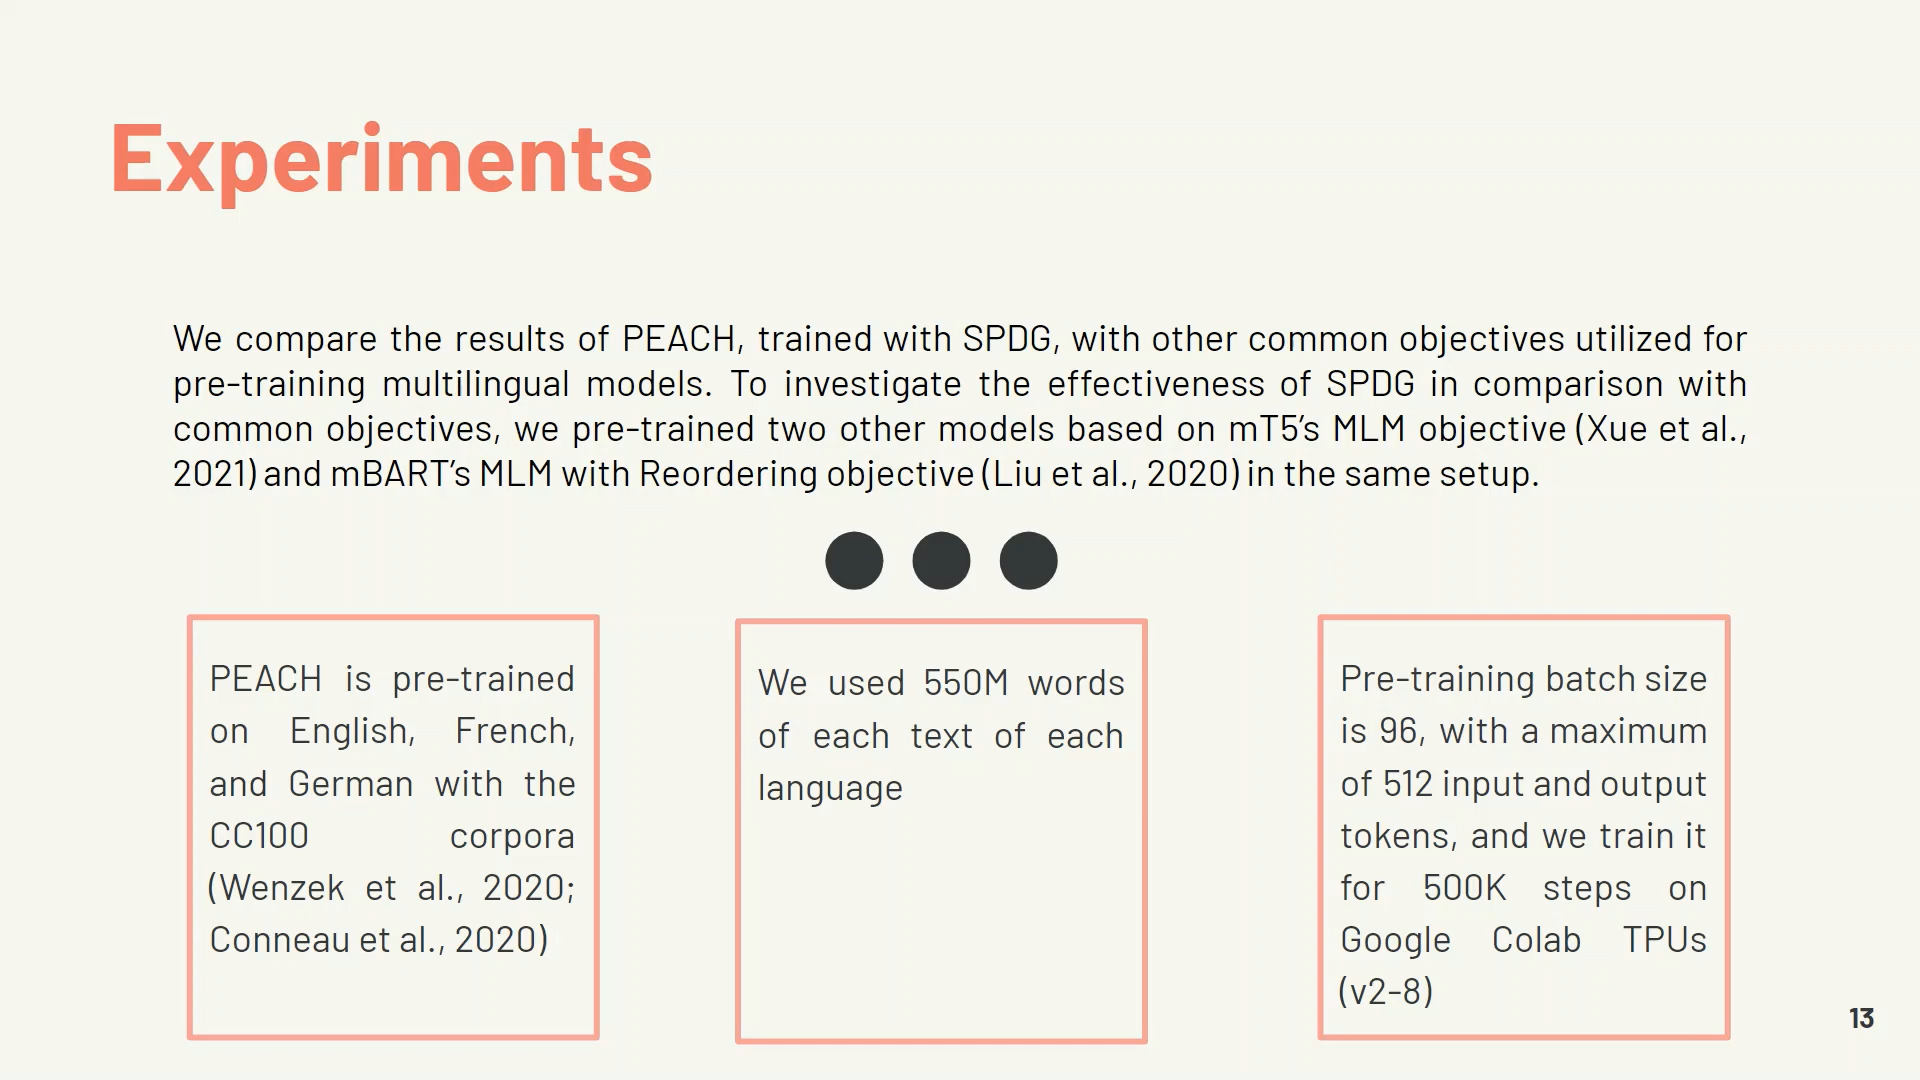 Experiments
We compare the results of PEACH, trained with SPDG, with other common objectives utilized for
pre-training multilingual models. To investigate the effectiveness of SPDG in comparison with
common objectives, we pre-trained two other models based on mT5’s MLM objective (Xue et al.,
2021) and mBART’s MLM with Reordering objective (Liu et al., 2020) in the same setup.
PEACH is pre-trained
on English, French,
and German with the
CC100 corpora
(Wenzek et al., 2020;
Conneau et al., 2020)
We used 550M words
of each text of each
language
Pre-training batch size
is 96, with a maximum
of 512 input and output
tokens, and we train it
for 500K steps on
Google Colab TPUs
(v2-8)
13